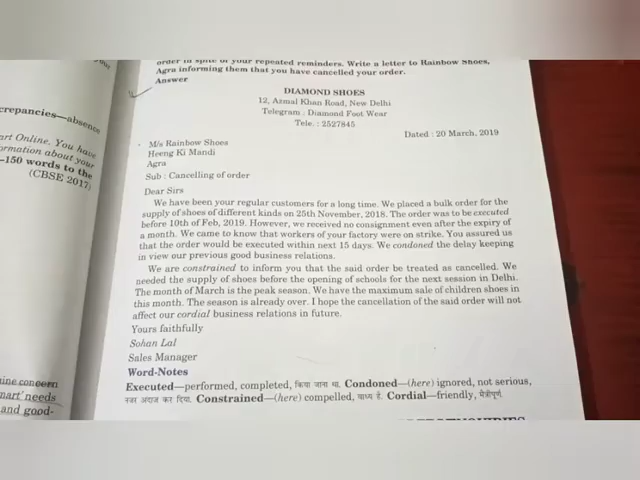 order in spite of your repeated reminders. Write a letter to Rainbow Shoes,
Agra informing them that you have cancelled your order.
Answer
DIAMOND SHOES
12, Azmal Khan Road, New Delhi
Telegram : Diamond Foot Wear
Tele. : 2527845
Dated : 20 March, 2019
M/s Rainbow Shoes
Heeng Ki Mandi
Agra
Sub : Cancelling of order
Dear Sirs
We have been your regular customers for a long time. We placed a bulk order for the
supply of shoes of different kinds on 25th November, 2018. The order was to be executed
before 10th of Feb, 2019. However, we received no consignment even after the expiry of
a month. We came to know that workers of your factory were on strike. You assured us
that the order would be executed within next 15 days. We condoned the delay keeping
in view our previous good business relations.
We are constrained to inform you that the said order be treated as cancelled. We
needed the supply of shoes before the opening of schools for the next session in Delhi.
The month of March is the peak season. We have the maximum sale of children shoes in
this month. The season is already over. I hope the cancellation of the said order will not
affect our cordial business relations in future.
Yours faithfully
Sohan Lal
Sales Manager
Word-Notes
Executed—performed, completed, किया जाना था. Condoned—(here) ignored, not serious,
नजर अंदाज कर दिया. Constrained—(here) compelled, बाध्य हैं. Cordial—friendly, मैत्रीपूर्ण
crepancies—absence
art Online. You have
ormation about your
–150 words to the
(CBSE 2017)
ine concern
mart needs
and good-